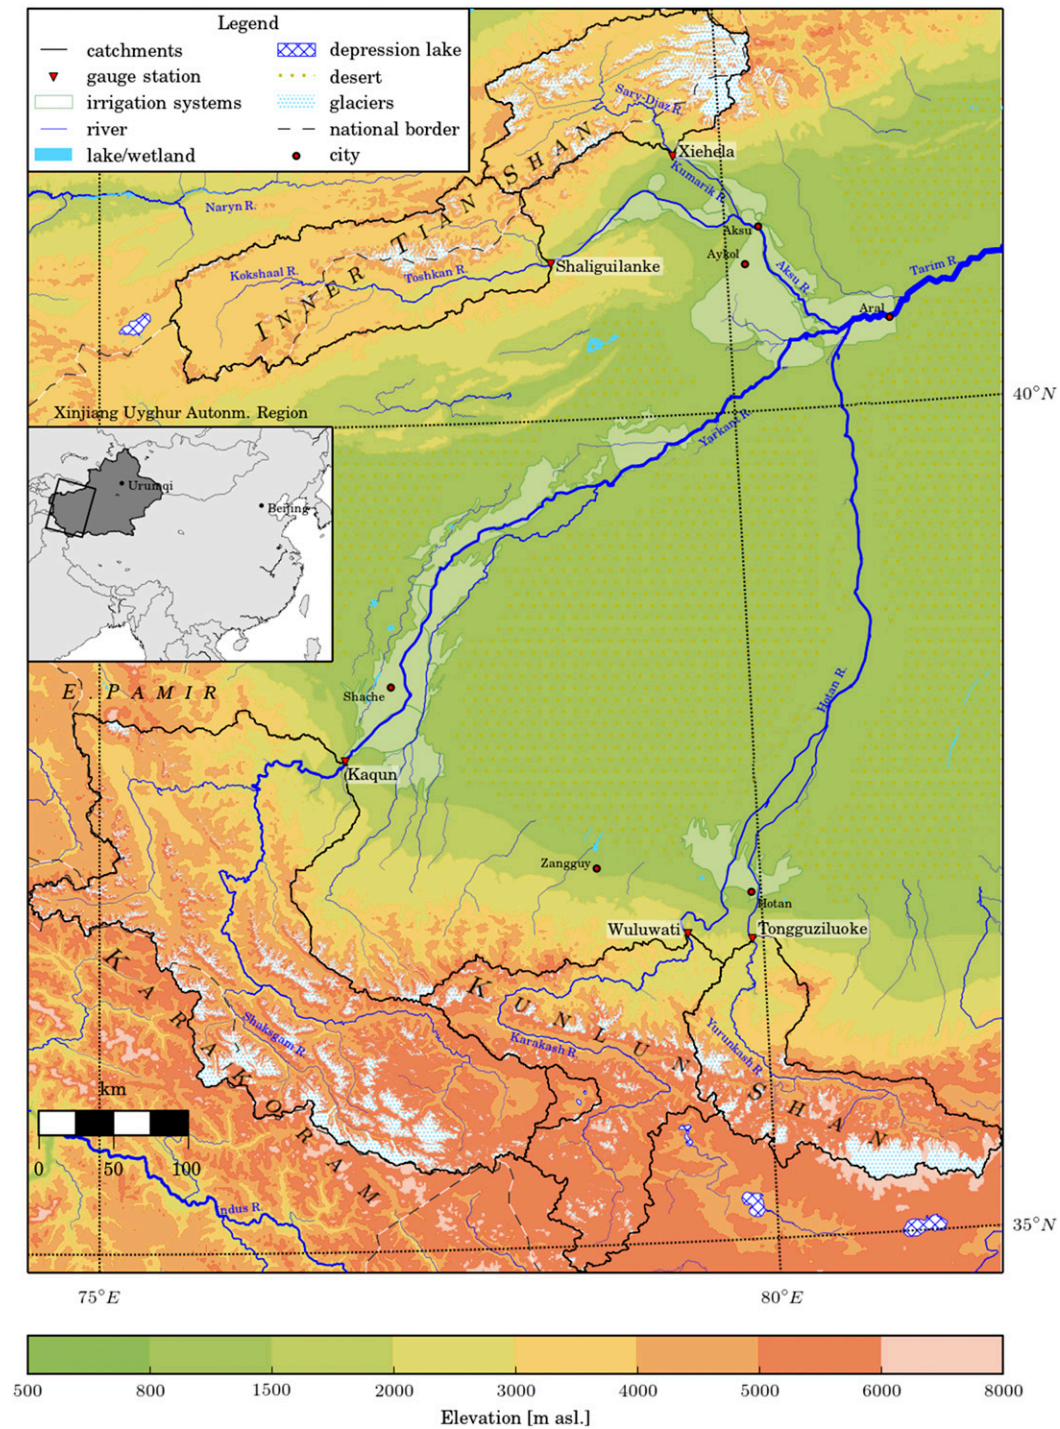 Legend
catchments
gauge station
irrigation systems
river
lake/wetland
depression lake
desert
glaciers
national border
city
Sary-Djaz R.
Xiehela
Kumarik R.
Naryn R.
INNER TIAN SHAN
Aksu
Aykol
Kokshaal R.
Toshkan R.
Shaliguilanke
Aksu R.
Tarim R.
Aral
40°N
Xinjiang Uyghur Autonm. Region
Yarkant R.
Urumqi
Beijing
E. PAMIR
Shache
Hotan R.
Kaqun
Zangguy
Hotan
Wuluwati
Tongguziluoke
KARAKORAM
KUNLUN SHAN
Shaksgam R.
Karakash R.
Yurunkash R.
km
0 50 100
Indus R.
35°N
75°E
80°E
500 800 1500 2000 3000 4000 5000 6000 8000
Elevation [m asl.]